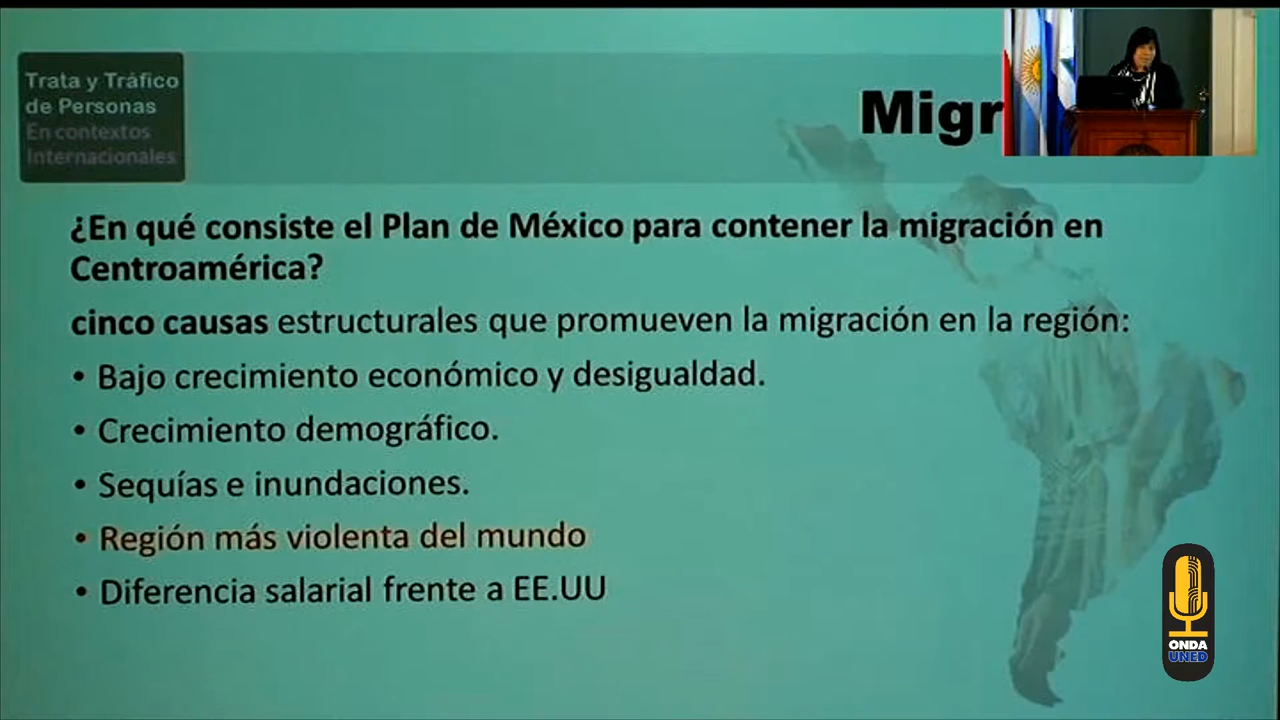 Trata y Tráfico
de Personas
En contextos
Internacionales
Migr
¿En qué consiste el Plan de México para contener la migración en
Centroamérica?
cinco causas estructurales que promueven la migración en la región:
• Bajo crecimiento económico y desigualdad.
• Crecimiento demográfico.
• Sequías e inundaciones.
• Región más violenta del mundo
• Diferencia salarial frente a EE.UU
ONDA
UNED